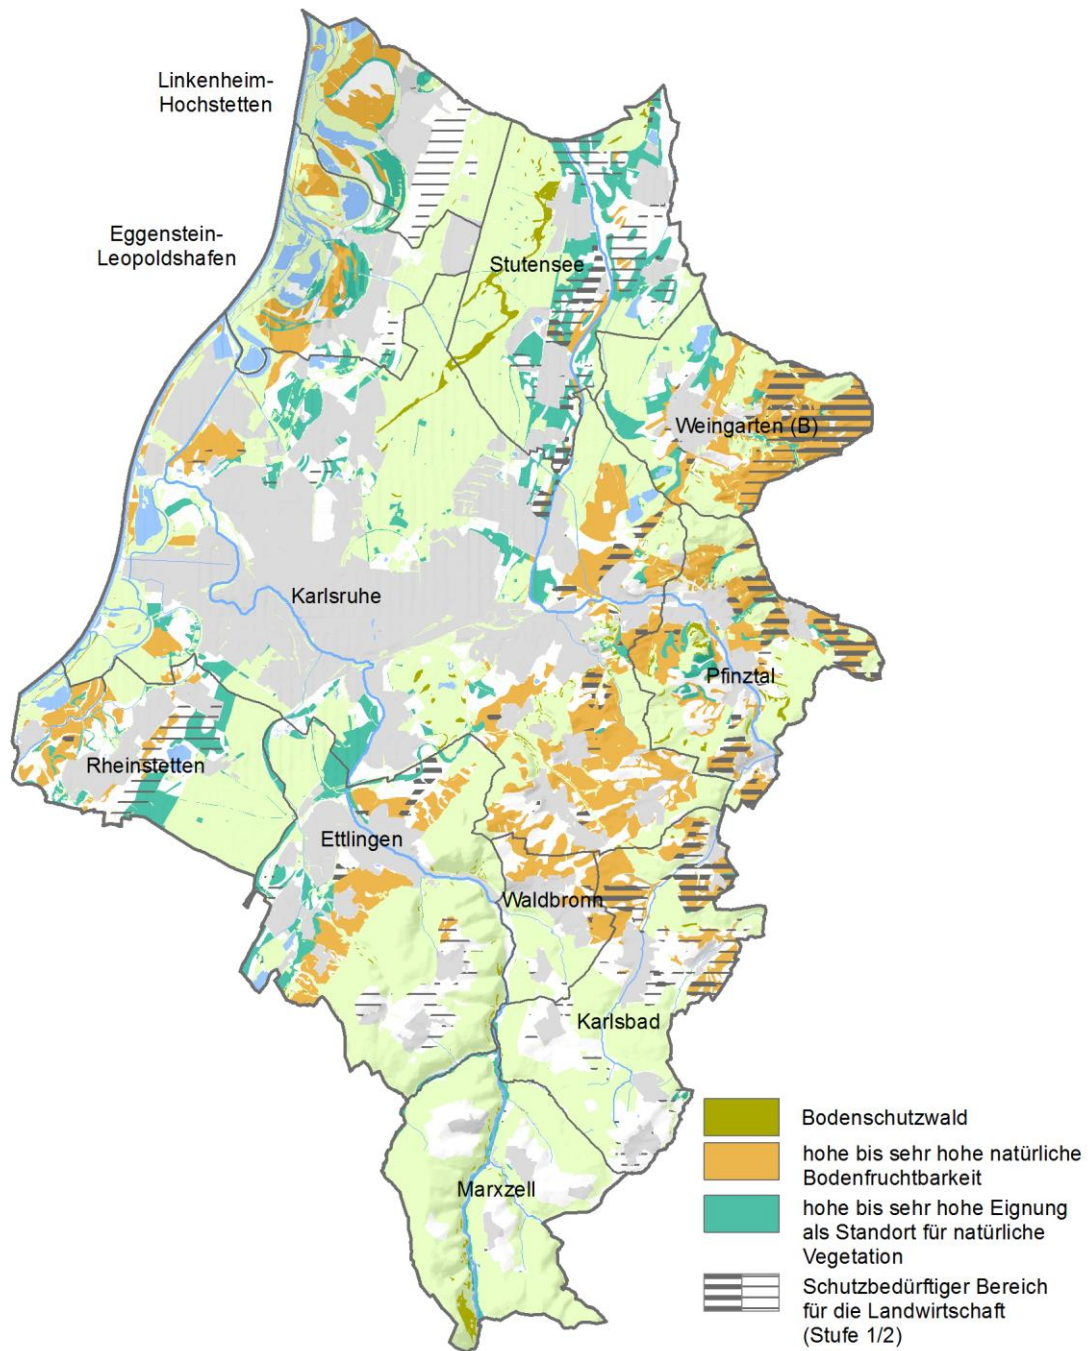 Linkenheim-
Hochstetten
Eggenstein-
Leopoldshafen
Stutensee
Weingarten (B)
Karlsruhe
Pfinztal
Rheinstetten
Ettlingen
Waldbronn
Karlsbad
Marxzell
Bodenschutzwald
hohe bis sehr hohe natürliche
Bodenfruchtbarkeit
hohe bis sehr hohe Eignung
als Standort für natürliche
Vegetation
Schutzbedürftiger Bereich
für die Landwirtschaft
(Stufe 1/2)